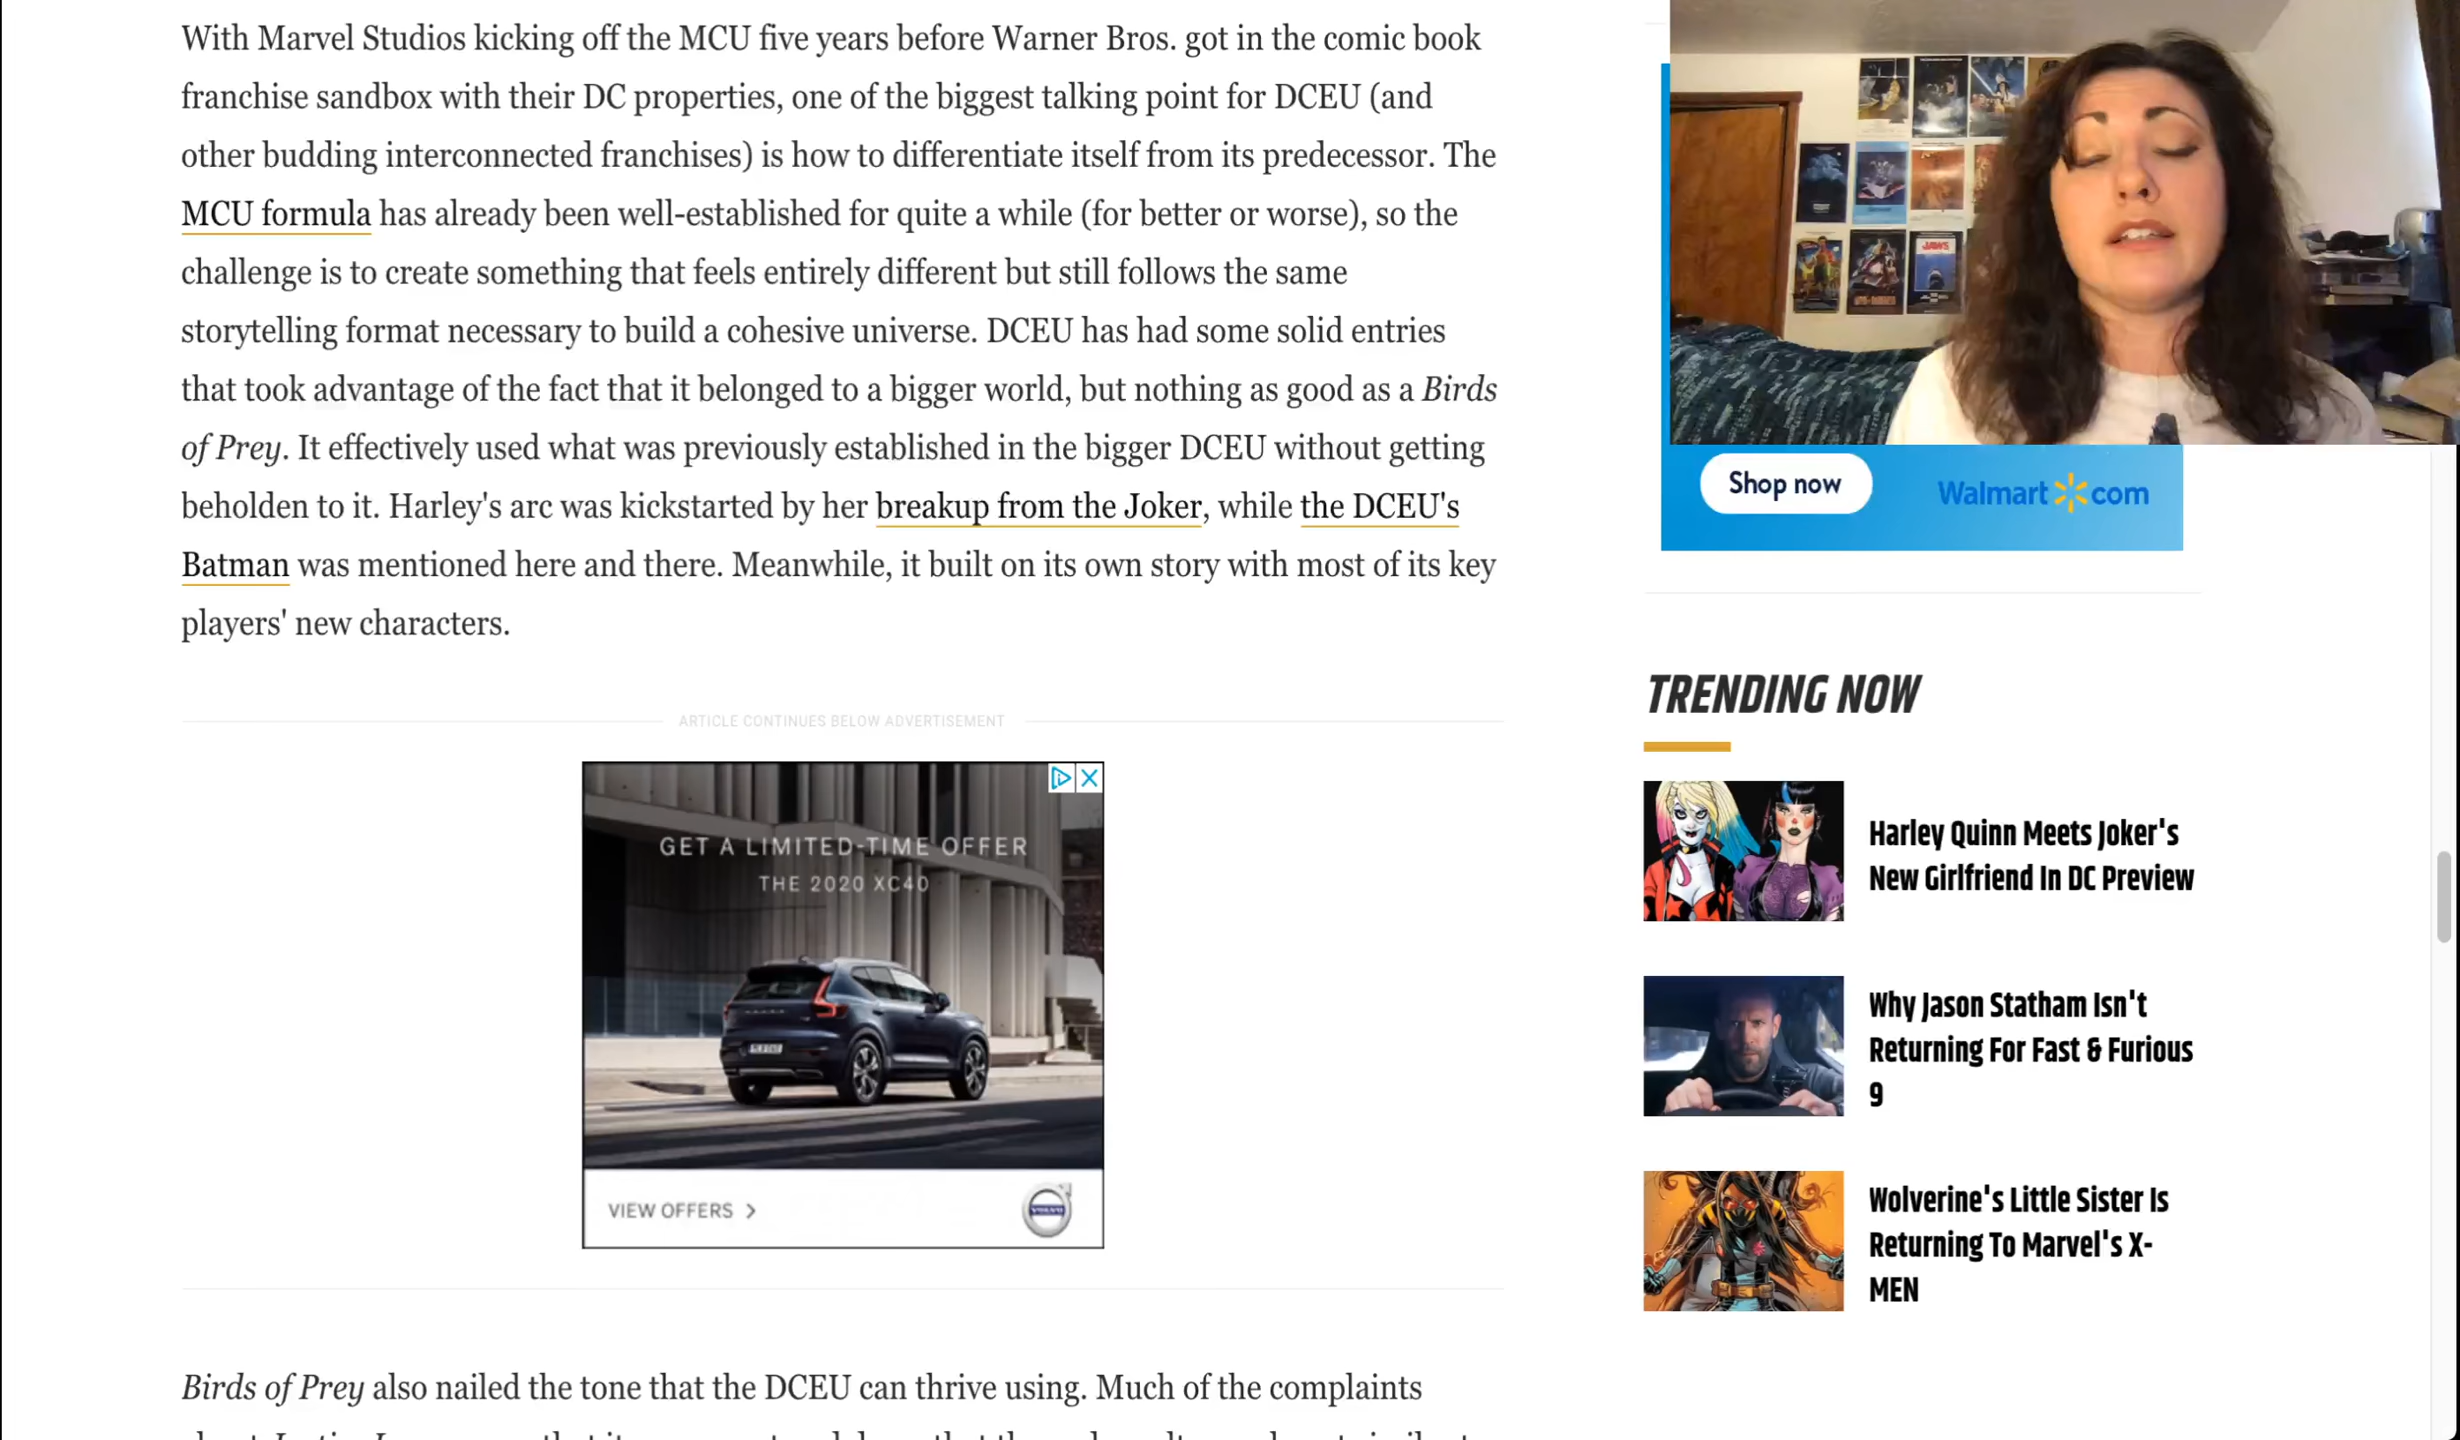 With Marvel Studios kicking off the MCU five years before Warner Bros. got in the comic book
franchise sandbox with their DC properties, one of the biggest talking point for DCEU (and
other budding interconnected franchises) is how to differentiate itself from its predecessor. The
MCU formula has already been well-established for quite a while (for better or worse), so the
challenge is to create something that feels entirely different but still follows the same
storytelling format necessary to build a cohesive universe. DCEU has had some solid entries
that took advantage of the fact that it belonged to a bigger world, but nothing as good as a Birds
of Prey. It effectively used what was previously established in the bigger DCEU without getting
beholden to it. Harley's arc was kickstarted by her breakup from the Joker, while the DCEU's
Batman was mentioned here and there. Meanwhile, it built on its own story with most of its key
players' new characters.
ARTICLE CONTINUES BELOW ADVERTISEMENT
GET A LIMITED-TIME OFFER
THE 2020 XC40
VIEW OFFERS >
VOLVO
Birds of Prey also nailed the tone that the DCEU can thrive using. Much of the complaints
JAWS
Shop now
Walmart com
TRENDING NOW
Harley Quinn Meets Joker's
New Girlfriend In DC Preview
Why Jason Statham Isn't
Returning For Fast & Furious
9
Wolverine's Little Sister Is
Returning To Marvel's X-
MEN